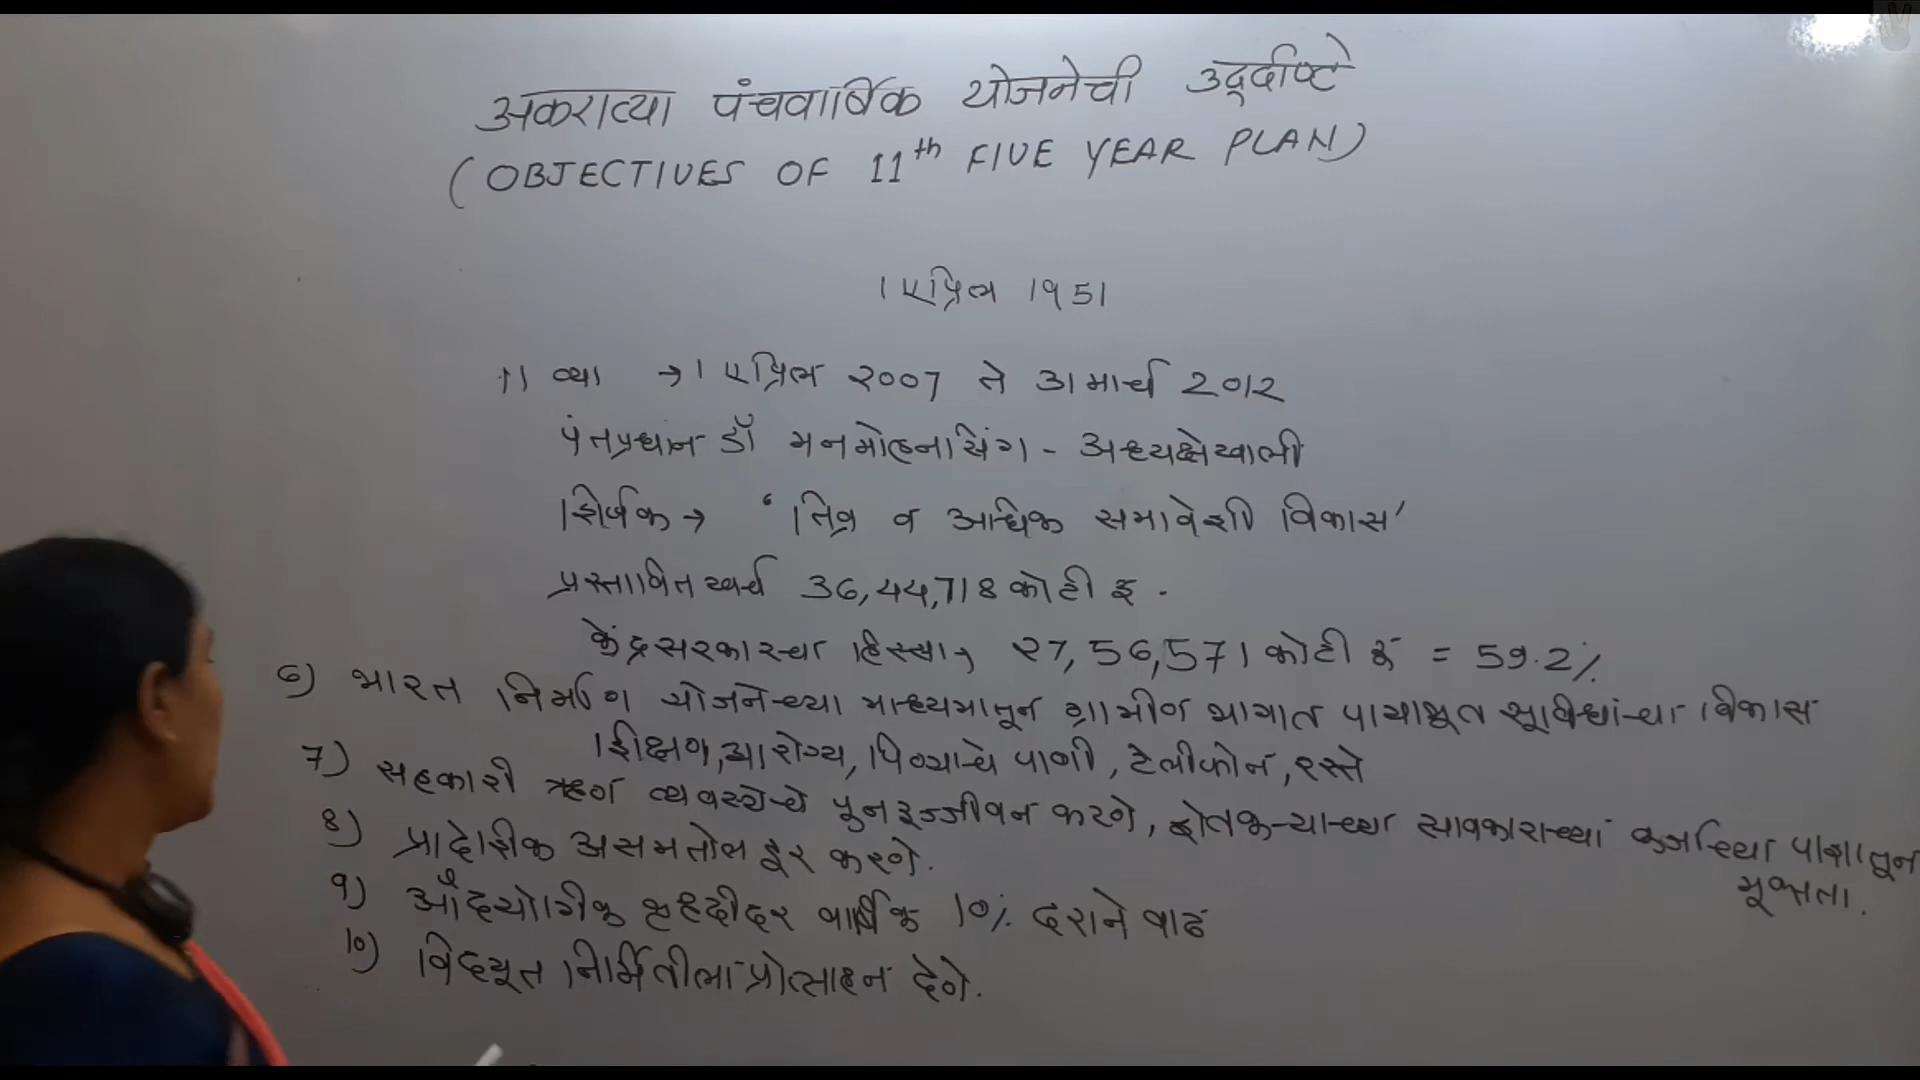 अकराव्या पंचवार्षिक योजनेची उद्दीष्टे
(OBJECTIVES OF 11th FIVE YEAR PLAN)
1 एप्रिल 1951
11 व्या → 1 एप्रिल 2007 ते 31 मार्च 2012
पंतप्रधान डॉ मनमोहनसिंग - अध्यक्षेखाली
शिर्षक → 'तिव्र व अधिक समावेशी विकास'
प्रस्तावित खर्च 36,44,718 कोटी रु.
केंद्रसरकारचा हिस्सा → 27,56,571 कोटी रु = 59.2%
6) भारत निर्माण योजनेच्या माध्यमातून ग्रामीण भागात पायाभूत सूविधांचा विकास
शिक्षण, आरोग्य, पिण्याचे पाणी, टेलीफोन, रस्ते
7) सहकारी ऋण व्यवस्थेचे पुनरुज्जीवन करणे, शेतकऱ्याच्या सावकाराच्या कर्जाच्या पाशातून
मूक्तता.
8) प्रादेशीक असमतोल दूर करणे.
9) औद्योगिक वृद्दीदर वार्षिक 10% दराने वाढ
10) विद्यूत निर्मितीला प्रोत्साहन देणे.